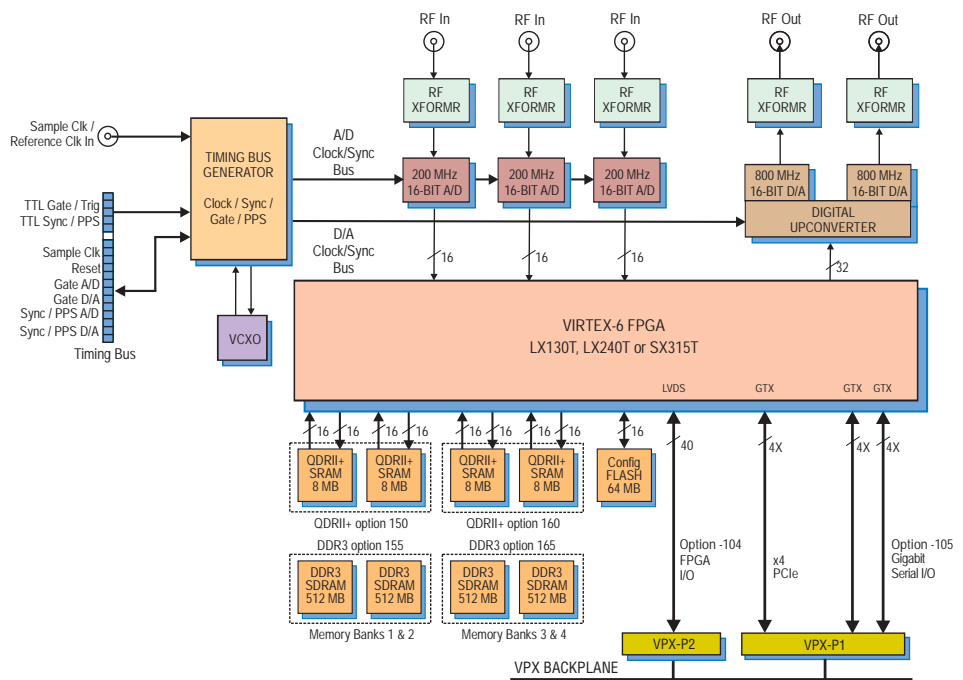 RF In
RF In
RF In
RF Out
RF Out
RF
XFORMR
RF
XFORMR
RF
XFORMR
RF
XFORMR
RF
XFORMR
Sample Clk /
Reference Clk In
TIMING BUS
GENERATOR
Clock / Sync /
Gate / PPS
A/D
Clock/Sync
Bus
200 MHz
16-BIT A/D
200 MHz
16-BIT A/D
200 MHz
16-BIT A/D
800 MHz
16-BIT D/A
800 MHz
16-BIT D/A
DIGITAL
UPCONVERTER
TTL Gate / Trig
TTL Sync / PPS
Sample Clk
Reset
Gate A/D
Gate D/A
Sync / PPS A/D
Sync / PPS D/A
Timing Bus
D/A
Clock/Sync
Bus
16
16
16
32
VCXO
VIRTEX-6 FPGA
LX130T, LX240T or SX315T
LVDS
GTX
GTX
GTX
16
16
16
16
16
16
16
16
16
40
4X
4X
4X
QDRII+
SRAM
8 MB
QDRII+
SRAM
8 MB
QDRII+
SRAM
8 MB
QDRII+
SRAM
8 MB
Config
FLASH
64 MB
QDRII+ option 150
QDRII+ option 160
DDR3 option 155
DDR3 option 165
DDR3
SDRAM
512 MB
DDR3
SDRAM
512 MB
DDR3
SDRAM
512 MB
DDR3
SDRAM
512 MB
Memory Banks 1 & 2
Memory Banks 3 & 4
Option -104
FPGA
I/O
x4
PCIe
Option -105
Gigabit
Serial I/O
VPX-P2
VPX-P1
VPX BACKPLANE